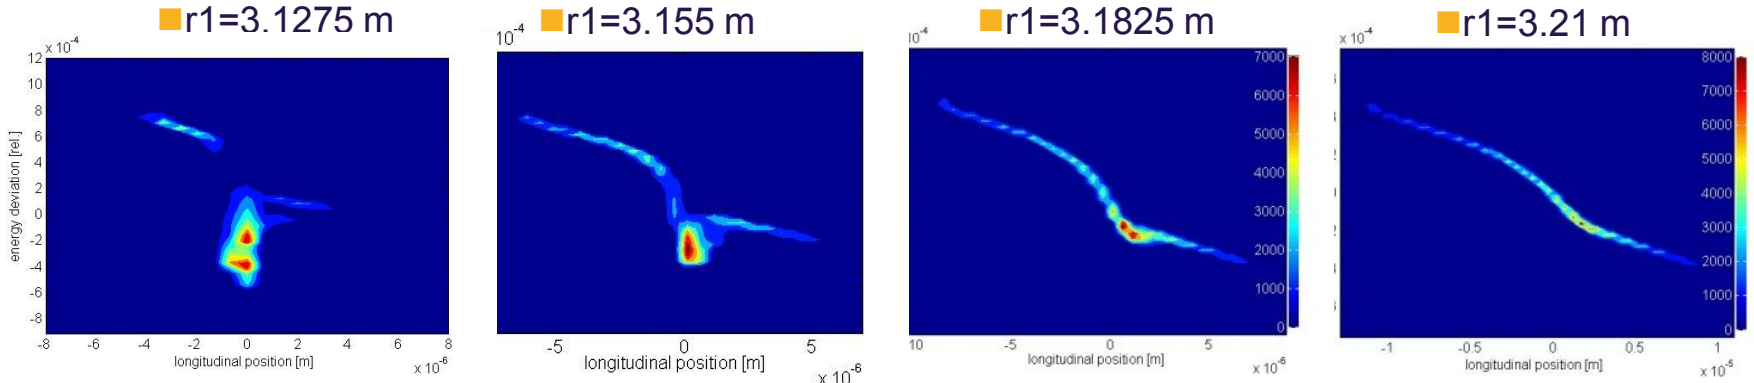 r1=3.1275 m
r1=3.155 m
r1=3.1825 m
r1=3.21 m
x 10⁻⁴
12
10
8
6
4
2
0
-2
-4
-6
-8
energy deviation [rel.]
-8 -6 -4 -2 0 2 4 6 8
longitudinal position [m]
x 10⁻⁶
10⁻⁴
-5 0 5
longitudinal position [m]
x 10⁻⁶
10⁻⁴
7000
6000
5000
4000
3000
2000
1000
0
10 -5 0 5
longitudinal position [m]
x 10⁻⁶
x 10⁻⁴
8000
7000
6000
5000
4000
3000
2000
1000
0
-1 -0.5 0 0.5 1
longitudinal position [m]
x 10⁻⁵